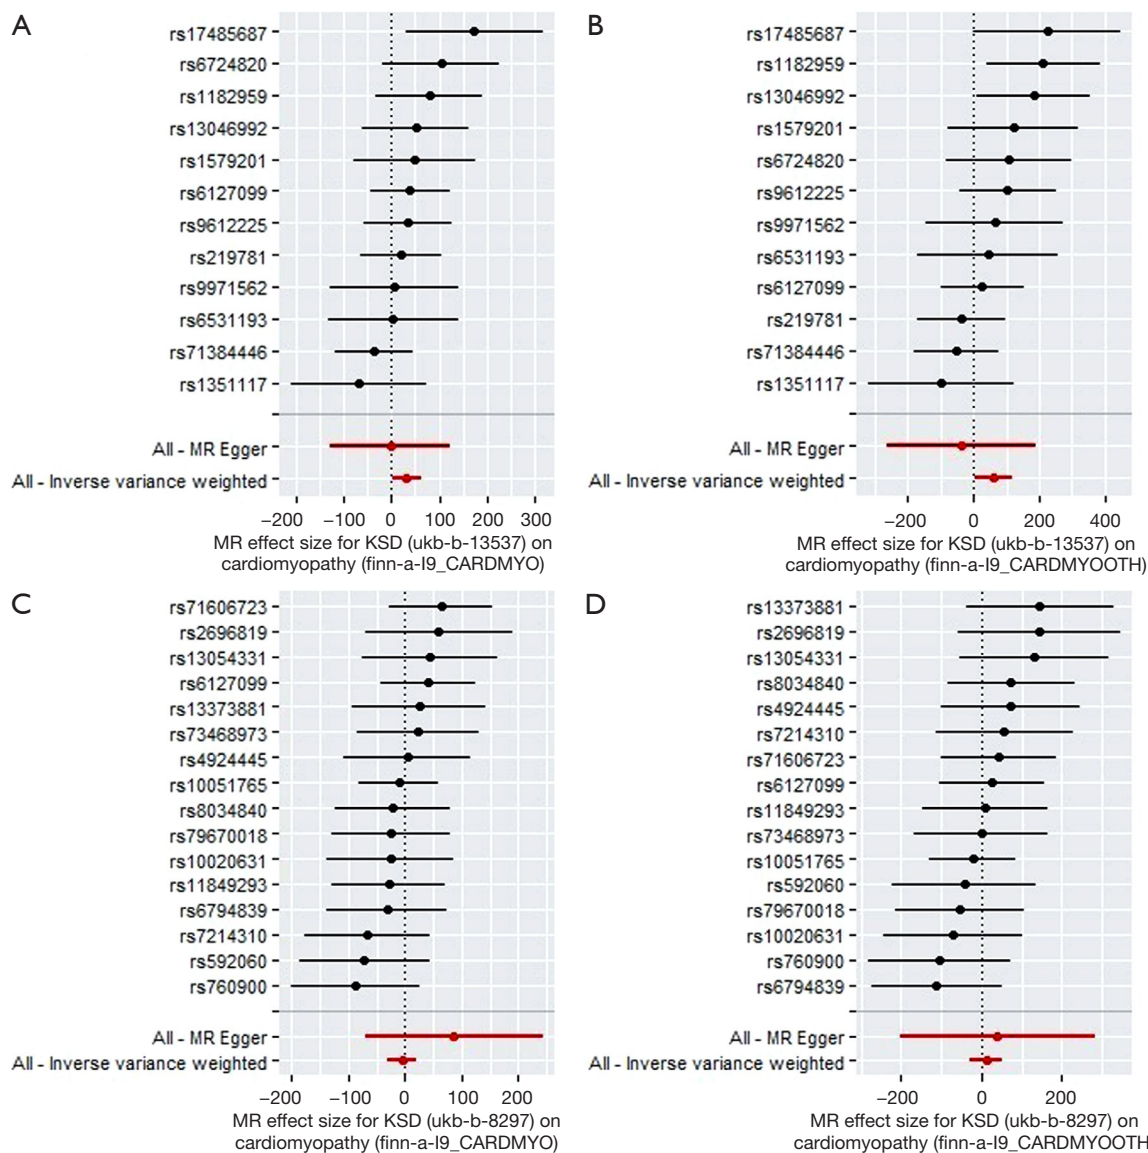 A
rs17485687
rs6724820
rs1182959
rs13046992
rs1579201
rs6127099
rs9612225
rs219781
rs9971562
rs6531193
rs71384446
rs1351117
All - MR Egger
All - Inverse variance weighted
−200 −100 0 100 200 300
MR effect size for KSD (ukb-b-13537) on
cardiomyopathy (finn-a-I9_CARDMYO)
B
rs17485687
rs1182959
rs13046992
rs1579201
rs6724820
rs9612225
rs9971562
rs6531193
rs6127099
rs219781
rs71384446
rs1351117
All - MR Egger
All - Inverse variance weighted
−200 0 200 400
MR effect size for KSD (ukb-b-13537) on
cardiomyopathy (finn-a-I9_CARDMYOOTH)
C
rs71606723
rs2696819
rs13054331
rs6127099
rs13373881
rs73468973
rs4924445
rs10051765
rs8034840
rs79670018
rs10020631
rs11849293
rs6794839
rs7214310
rs592060
rs760900
All - MR Egger
All - Inverse variance weighted
−200 −100 0 100 200
MR effect size for KSD (ukb-b-8297) on
cardiomyopathy (finn-a-I9_CARDMYO)
D
rs13373881
rs2696819
rs13054331
rs8034840
rs4924445
rs7214310
rs71606723
rs6127099
rs11849293
rs73468973
rs10051765
rs592060
rs79670018
rs10020631
rs760900
rs6794839
All - MR Egger
All - Inverse variance weighted
−200 0 200
MR effect size for KSD (ukb-b-8297) on
cardiomyopathy (finn-a-I9_CARDMYOOTH